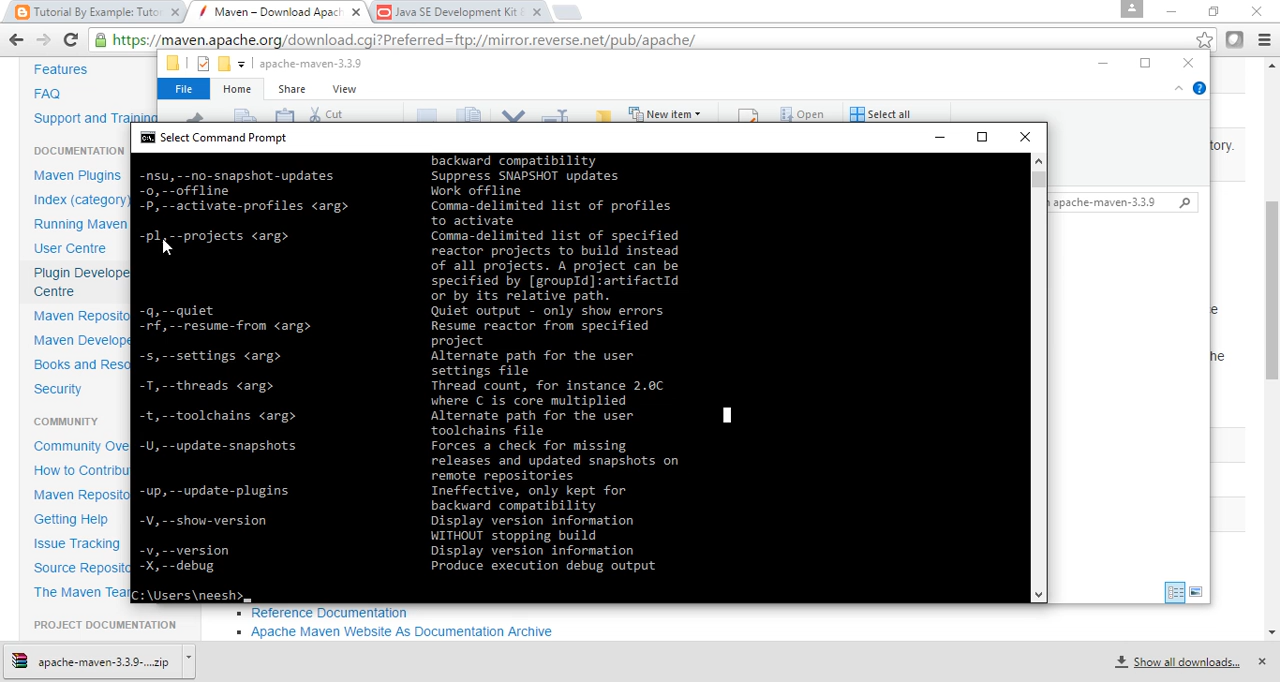 Tutorial By Example: Tutor
Maven – Download Apach
Java SE Development Kit
https://maven.apache.org/download.cgi?Preferred=ftp://mirror.reverse.net/pub/apache/
apache-maven-3.3.9
File Home Share View
Cut
New item
Open
Select all
apache-maven-3.3.9
Features
FAQ
Support and Training
DOCUMENTATION
Maven Plugins
Index (category)
Running Maven
User Centre
Plugin Develope
Centre
Maven Reposito
Maven Develope
Books and Reso
Security
COMMUNITY
Community Ove
How to Contribu
Maven Reposito
Getting Help
Issue Tracking
Source Reposito
The Maven Tear
PROJECT DOCUMENTATION
Select Command Prompt
backward compatibility
-nsu,--no-snapshot-updates Suppress SNAPSHOT updates
-o,--offline Work offline
-P,--activate-profiles <arg> Comma-delimited list of profiles
to activate
-pl,--projects <arg> Comma-delimited list of specified
reactor projects to build instead
of all projects. A project can be
specified by [groupId]:artifactId
or by its relative path.
-q,--quiet Quiet output - only show errors
-rf,--resume-from <arg> Resume reactor from specified
project
-s,--settings <arg> Alternate path for the user
settings file
-T,--threads <arg> Thread count, for instance 2.0C
where C is core multiplied
-t,--toolchains <arg> Alternate path for the user
toolchains file
-U,--update-snapshots Forces a check for missing
releases and updated snapshots on
remote repositories
-up,--update-plugins Ineffective, only kept for
backward compatibility
-V,--show-version Display version information
WITHOUT stopping build
-v,--version Display version information
-X,--debug Produce execution debug output
C:\Users\neesh>
tory.
e
he
Reference Documentation
Apache Maven Website As Documentation Archive
apache-maven-3.3.9-....zip
Show all downloads...